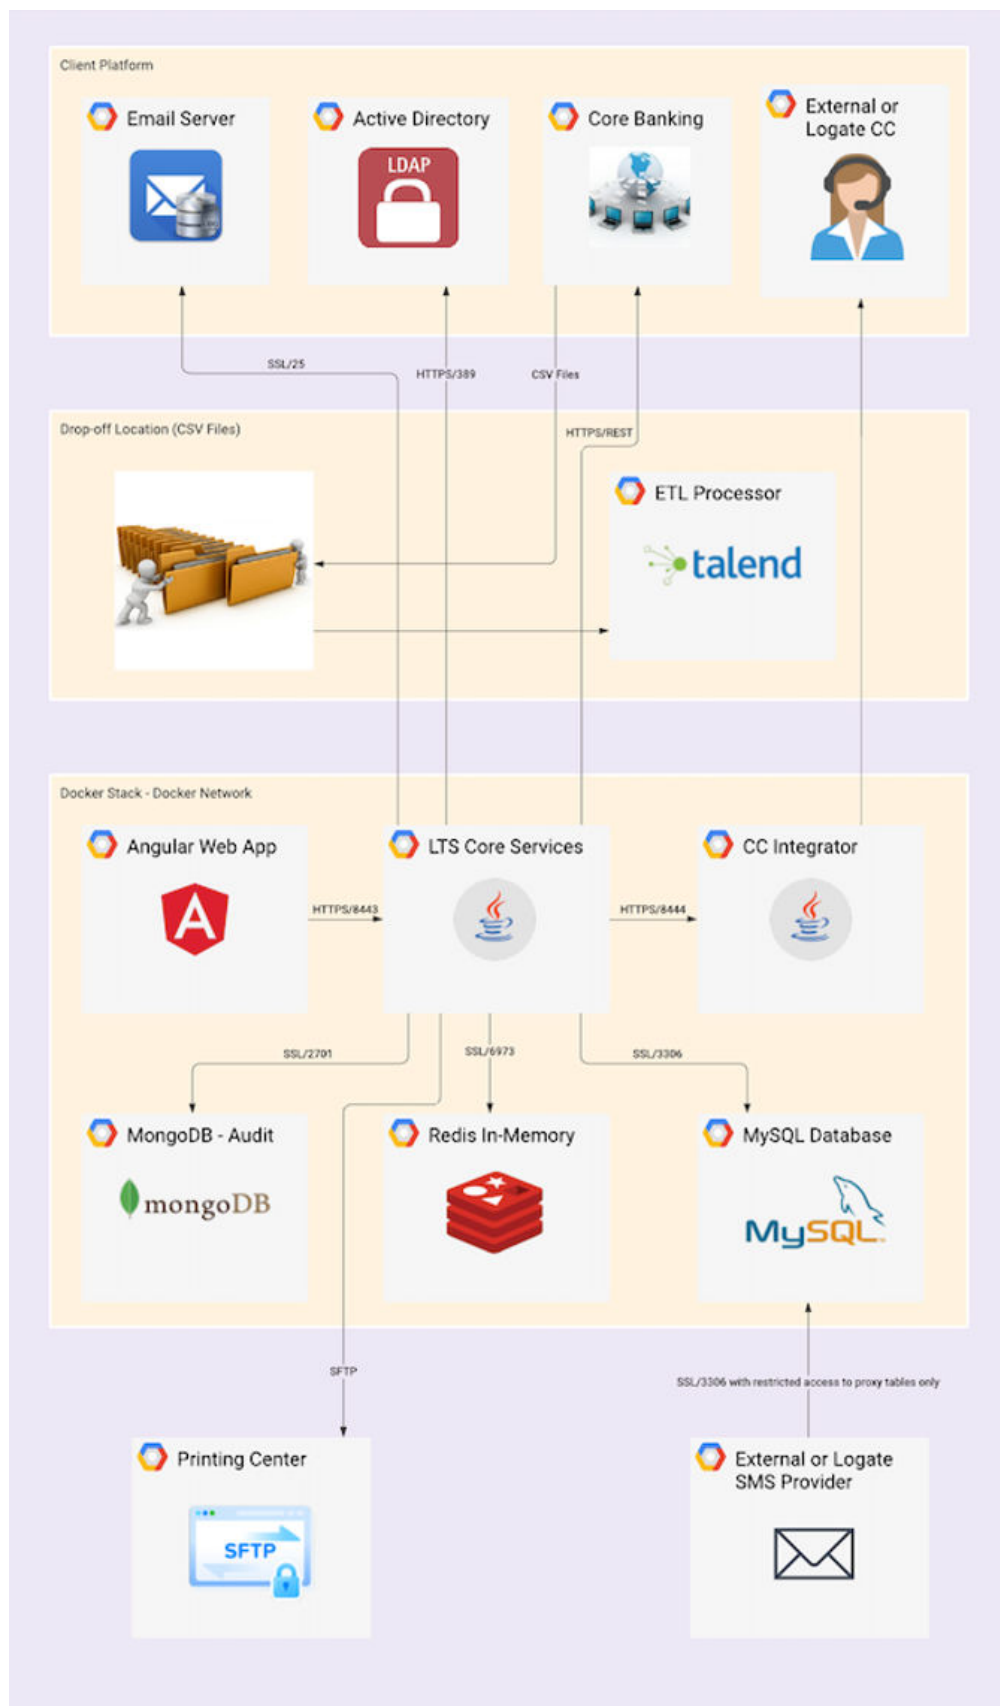 Client Platform
Email Server
Active Directory
LDAP
Core Banking
External or
Logate CC
SSL/25
HTTPS/389
CSV Files
HTTPS/REST
Drop-off Location (CSV Files)
ETL Processor
talend
Docker Stack - Docker Network
Angular Web App
A
HTTPS/8443
LTS Core Services
HTTPS/8444
CC Integrator
SSL/2701
SSL/6973
SSL/3306
MongoDB - Audit
mongoDB
Redis In-Memory
MySQL Database
MySQL
SFTP
SSL/3306 with restricted access to proxy tables only
Printing Center
SFTP
External or Logate
SMS Provider